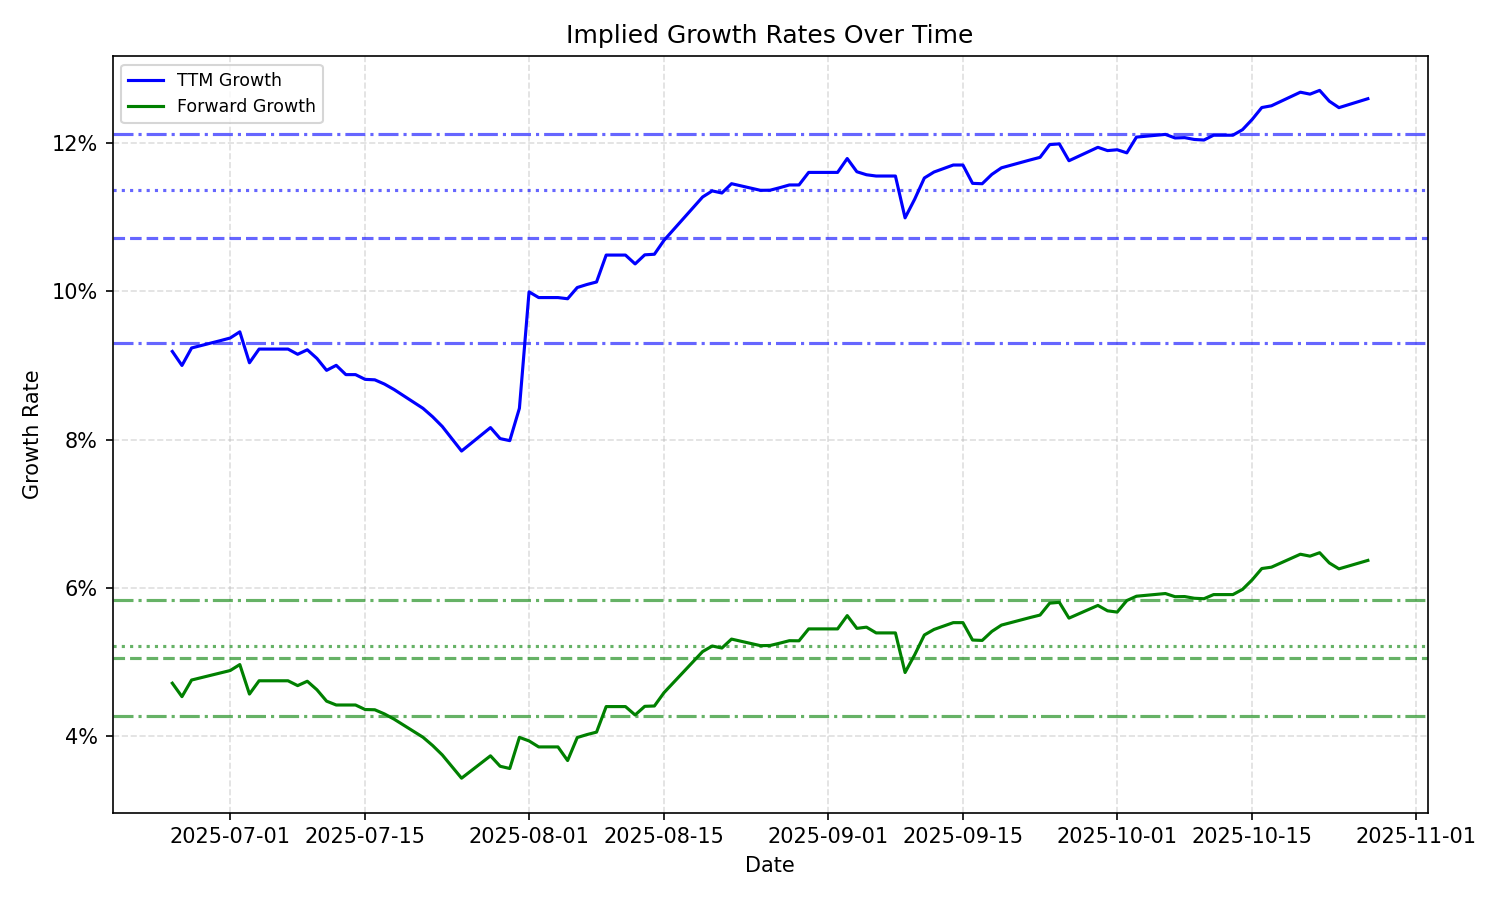 Implied Growth Rates Over Time
TTM Growth
Forward Growth
12%
10%
8%
6%
4%
Growth Rate
2025-07-01 2025-07-15 2025-08-01 2025-08-15 2025-09-01 2025-09-15 2025-10-01 2025-10-15 2025-11-01
Date